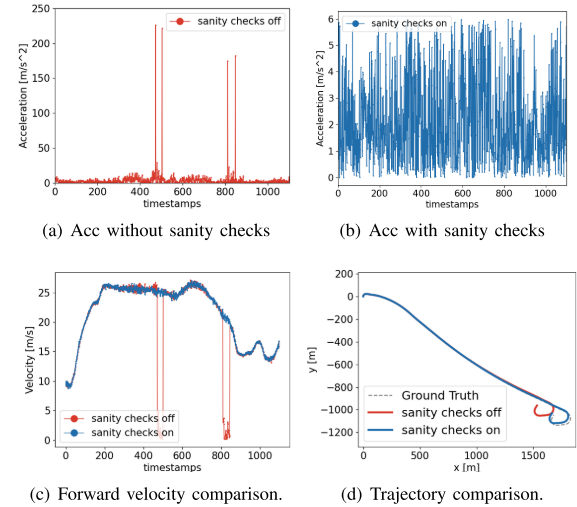 250
200
150
100
50
0
Acceleration [m/s^2]
sanity checks off
0 200 400 600 800 1000
timestamps
(a) Acc without sanity checks
6
5
4
3
2
1
0
Acceleration [m/s^2]
sanity checks on
0 200 400 600 800 1000
timestamps
(b) Acc with sanity checks
25
20
15
10
5
0
Velocity [m/s]
sanity checks off
sanity checks on
0 200 400 600 800 1000
timestamps
(c) Forward velocity comparison.
200
0
−200
−400
−600
−800
−1000
−1200
y [m]
Ground Truth
sanity checks off
sanity checks on
0 500 1000 1500
x [m]
(d) Trajectory comparison.